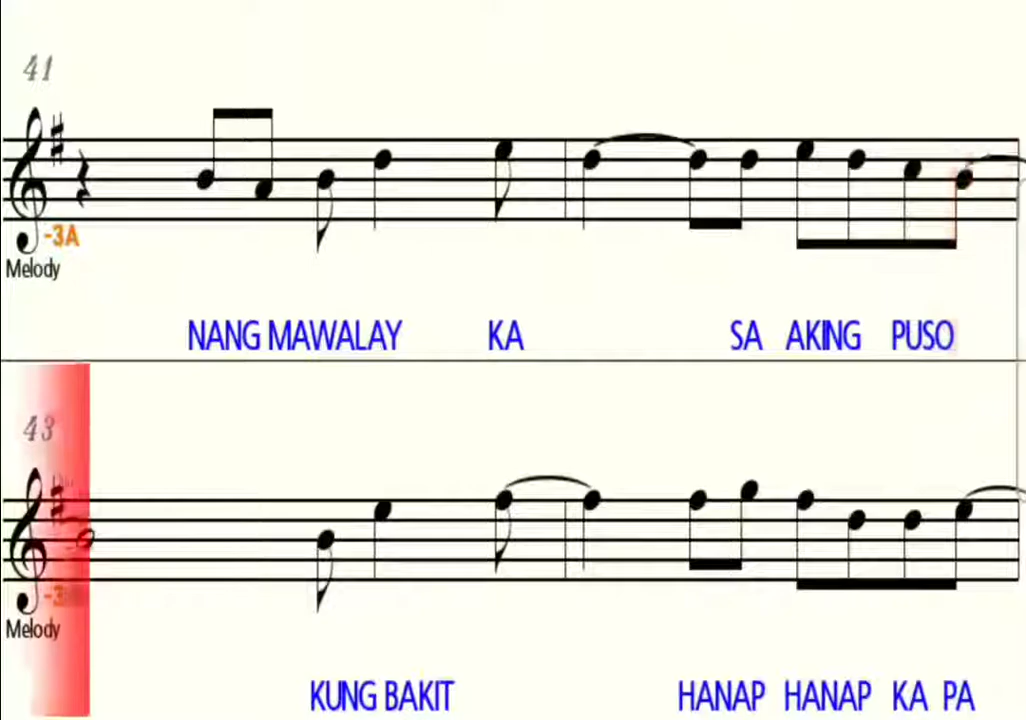 41
-3A
Melody
NANG MAWALAY KA SA AKING PUSO
43
Melody
KUNG BAKIT HANAP HANAP KA PA